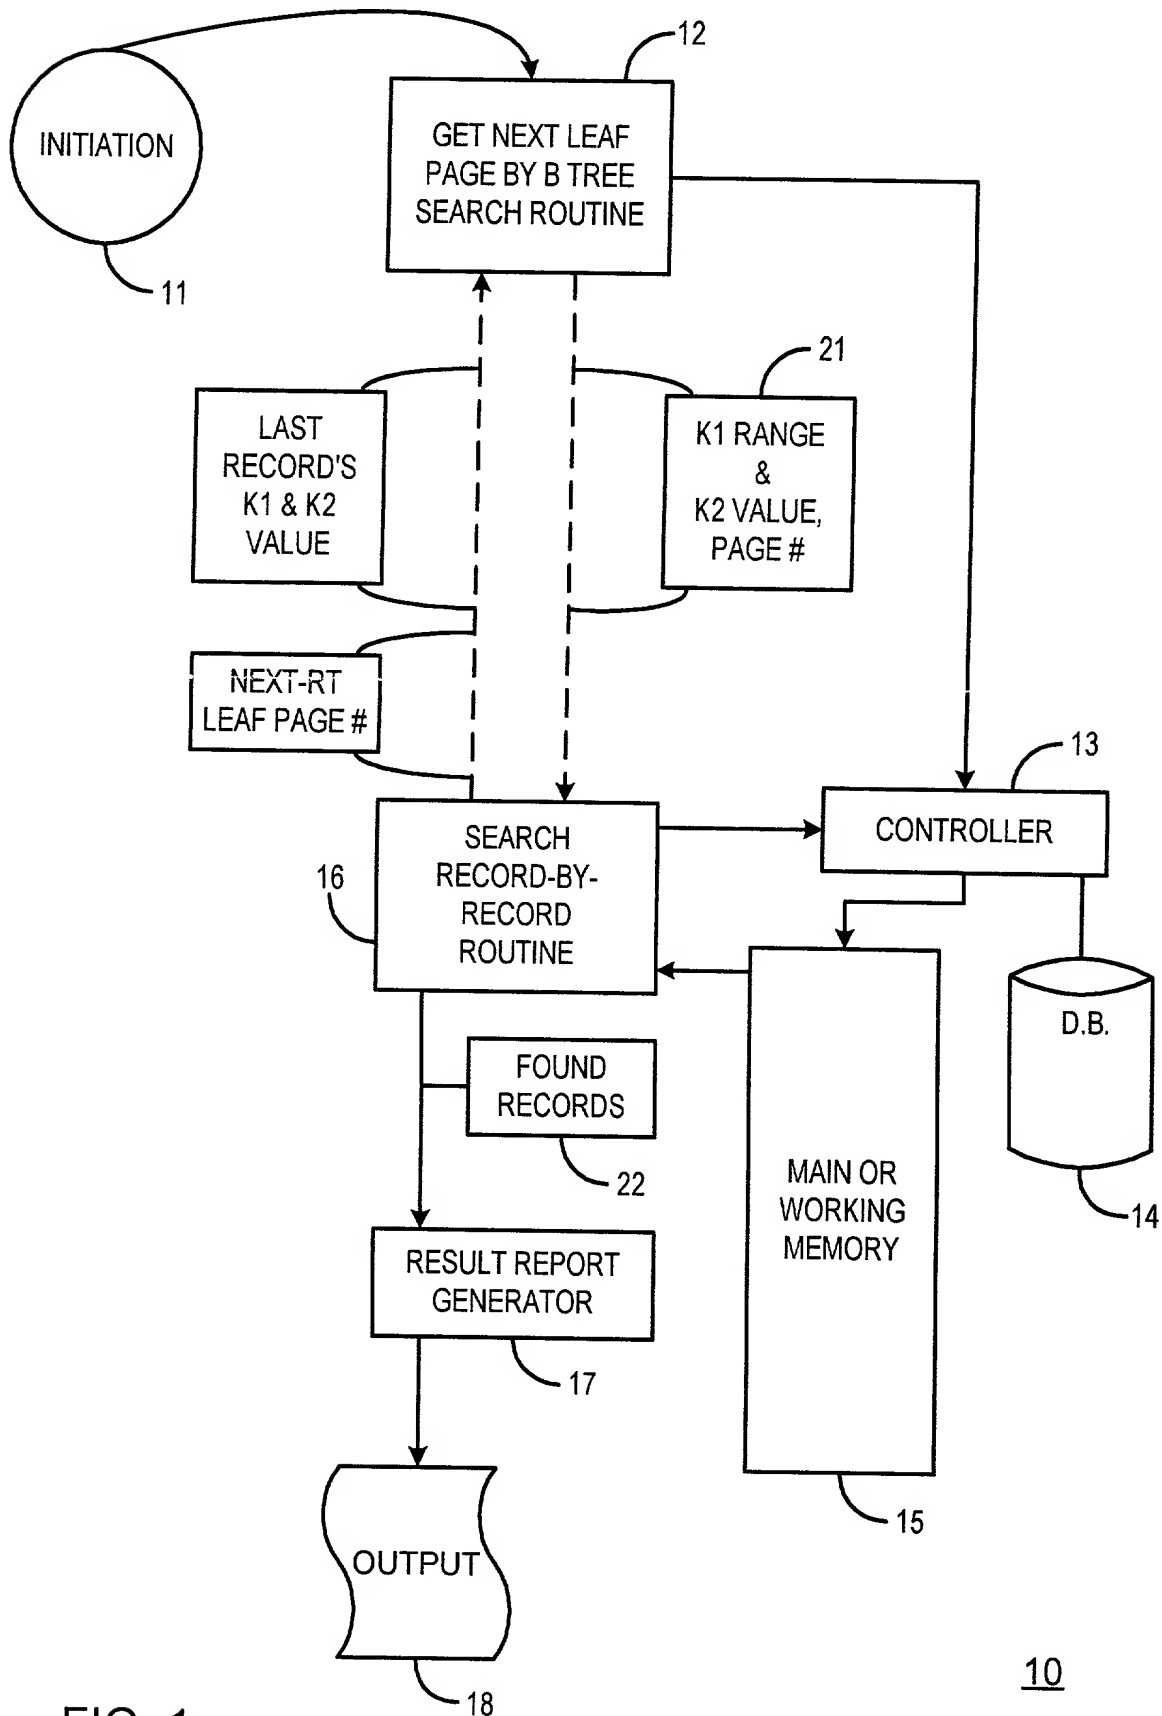 12
INITIATION
GET NEXT LEAF
PAGE BY B TREE
SEARCH ROUTINE
11
21
LAST
RECORD'S
K1 & K2
VALUE
K1 RANGE
&
K2 VALUE,
PAGE #
NEXT-RT
LEAF PAGE #
13
CONTROLLER
SEARCH
RECORD-BY-
RECORD
ROUTINE
16
D.B.
FOUND
RECORDS
22
MAIN OR
WORKING
MEMORY
14
RESULT REPORT
GENERATOR
17
15
OUTPUT
10
18
FIG. 1